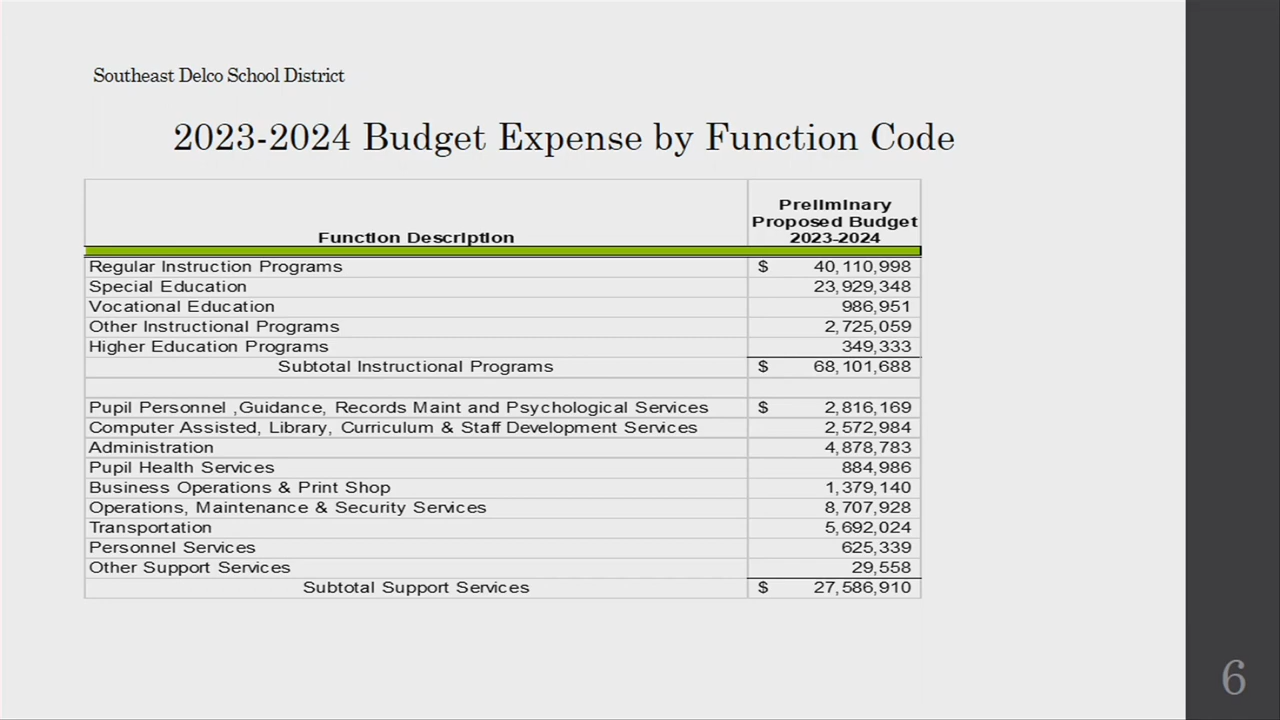 Southeast Delco School District
2023-2024 Budget Expense by Function Code
Preliminary
Proposed Budget
Function Description 2023-2024
Regular Instruction Programs $ 40,110,998
Special Education 23,929,348
Vocational Education 986,951
Other Instructional Programs 2,725,059
Higher Education Programs 349,333
Subtotal Instructional Programs $ 68,101,688
Pupil Personnel ,Guidance, Records Maint and Psychological Services $ 2,816,169
Computer Assisted, Library, Curriculum & Staff Development Services 2,572,984
Administration 4,878,783
Pupil Health Services 884,986
Business Operations & Print Shop 1,379,140
Operations, Maintenance & Security Services 8,707,928
Transportation 5,692,024
Personnel Services 625,339
Other Support Services 29,558
Subtotal Support Services $ 27,586,910
6